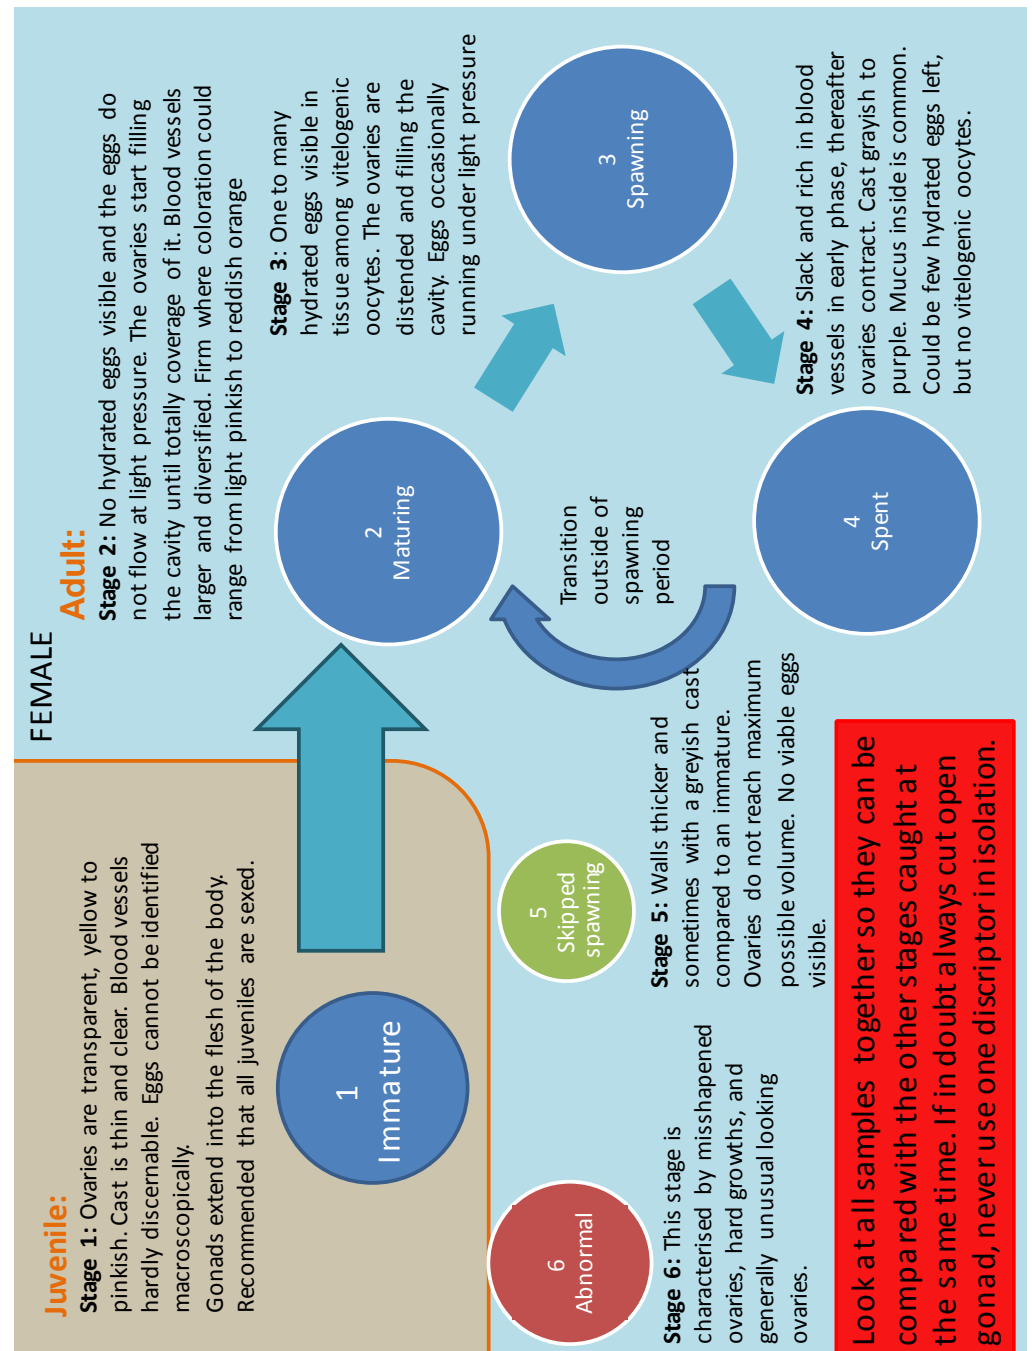 FEMALE
Juvenile:
Stage 1: Ovaries are transparent, yellow to
pinkish. Cast is thin and clear. Blood vessels
hardly discernable. Eggs cannot be identified
macroscopically.
Gonads extend into the flesh of the body.
Recommended that all juveniles are sexed.
1
Immature
Adult:
Stage 2: No hydrated eggs visible and the eggs do
not flow at light pressure. The ovaries start filling
the cavity until totally coverage of it. Blood vessels
larger and diversified. Firm where coloration could
range from light pinkish to reddish orange
2
Maturing
Stage 3: One to many
hydrated eggs visible in
tissue among vitelogenic
oocytes. The ovaries are
distended and filling the
cavity. Eggs occasionally
running under light pressure
3
Spawning
Transition
outside of
spawning
period
4
Spent
Stage 4: Slack and rich in blood
vessels in early phase, thereafter
ovaries contract. Cast grayish to
purple. Mucus inside is common.
Could be few hydrated eggs left,
but no vitelogenic oocytes.
5
Skipped
spawning
Stage 5: Walls thicker and
sometimes with a greyish cast
compared to an immature.
Ovaries do not reach maximum
possible volume. No viable eggs
visible.
6
Abnormal
Stage 6: This stage is
characterised by misshapened
ovaries, hard growths, and
generally unusual looking
ovaries.
Look at all samples together so they can be
compared with the other stages caught at
the same time. If in doubt always cut open
gonad, never use one descriptor in isolation.